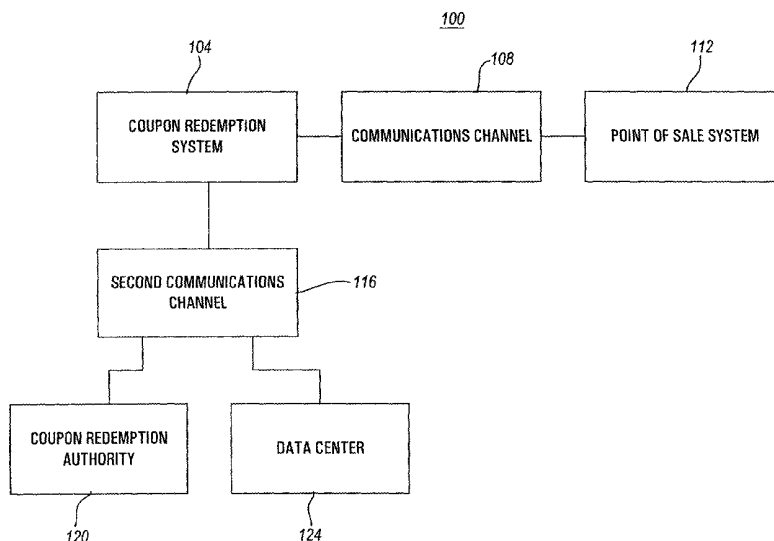 100
104
108
112
COUPON REDEMPTION
SYSTEM
COMMUNICATIONS CHANNEL
POINT OF SALE SYSTEM
SECOND COMMUNICATIONS
CHANNEL
116
COUPON REDEMPTION
AUTHORITY
DATA CENTER
120
124